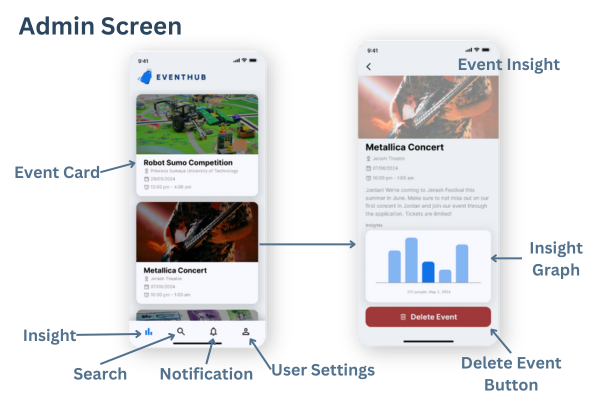 Admin Screen
9:41
EVENTHUB
Robot Sumo Competition
Princess Sumaya University of Technology
29/05/2024
12:00 pm - 4:00 pm
Metallica Concert
Jerash Theatre
07/06/2024
10:00 pm - 1:00 am
Event Card
Insight
Search
Notification
User Settings
9:41
Event Insight
Metallica Concert
Jerash Theatre
07/06/2024
10:00 pm - 1:00 am
Jordan! We're coming to Jerash Festival this
summer in June. Make sure to not miss out on our
first concert in Jordan and join our event through
the application. Tickets are limited!
Insights
people May 2024
Delete Event
Insight
Graph
Delete Event
Button